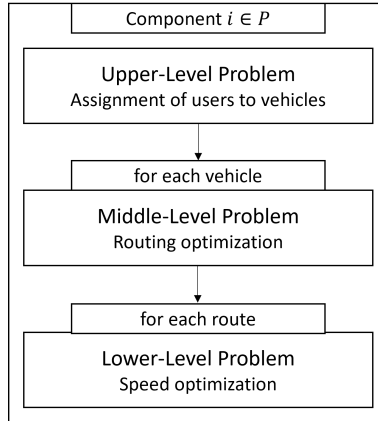 Component i ∈ P
Upper-Level Problem
Assignment of users to vehicles
for each vehicle
Middle-Level Problem
Routing optimization
for each route
Lower-Level Problem
Speed optimization